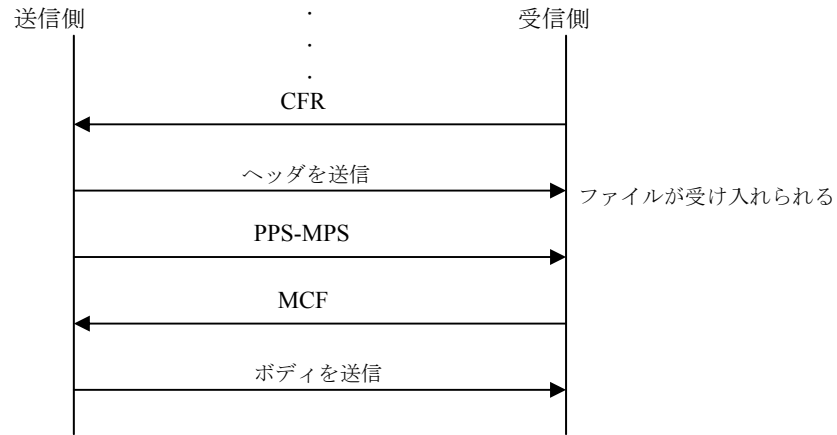 送信側
受信側
.
.
.
CFR
ヘッダを送信
ファイルが受け入れられる
PPS-MPS
MCF
ボディを送信